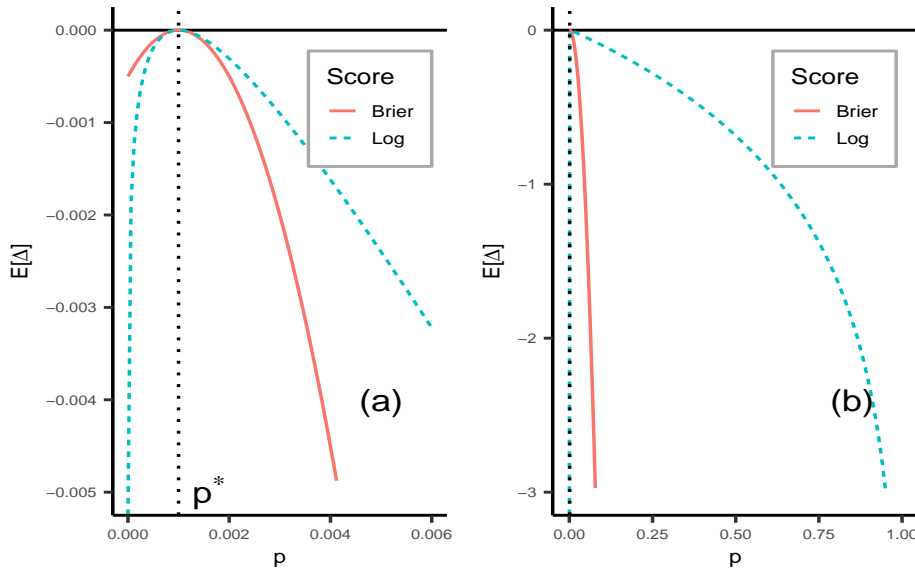 0.000
−0.001
−0.002
−0.003
−0.004
−0.005
E[Δ]
0.000
0.002
0.004
0.006
p
Score
Brier
Log
(a)
p*
0
−1
−2
−3
E[Δ]
0.00
0.25
0.50
0.75
1.00
p
Score
Brier
Log
(b)